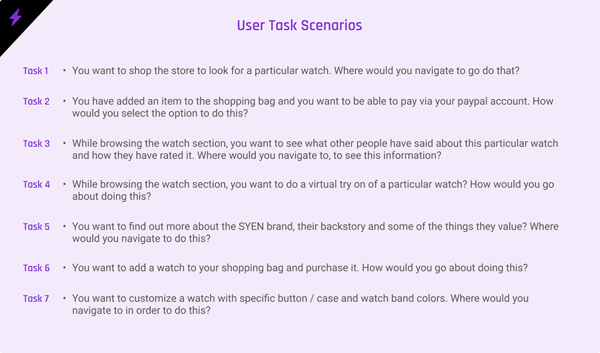 User Task Scenarios
Task 1 • You want to shop the store to look for a particular watch. Where would you navigate to go do that?
Task 2 • You have added an item to the shopping bag and you want to be able to pay via your paypal account. How
would you select the option to do this?
Task 3 • While browsing the watch section, you want to see what other people have said about this particular watch
and how they have rated it. Where would you navigate to, to see this information?
Task 4 • While browsing the watch section, you want to do a virtual try on of a particular watch? How would you go
about doing this?
Task 5 • You want to find out more about the SYEN brand, their backstory and some of the things they value? Where
would you navigate to do this?
Task 6 • You want to add a watch to your shopping bag and purchase it. How would you go about doing this?
Task 7 • You want to customize a watch with specific button / case and watch band colors. Where would you
navigate to in order to do this?